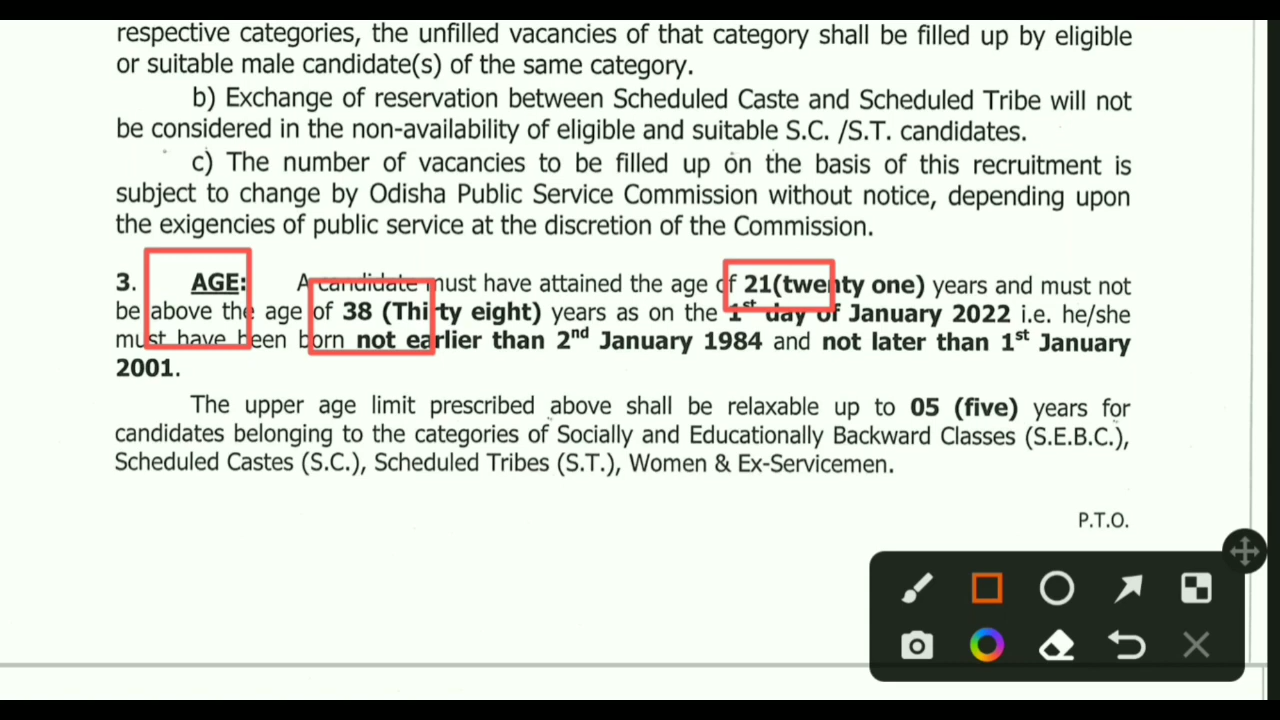 respective categories, the unfilled vacancies of that category shall be filled up by eligible
or suitable male candidate(s) of the same category.
b) Exchange of reservation between Scheduled Caste and Scheduled Tribe will not
be considered in the non-availability of eligible and suitable S.C. /S.T. candidates.
c) The number of vacancies to be filled up on the basis of this recruitment is
subject to change by Odisha Public Service Commission without notice, depending upon
the exigencies of public service at the discretion of the Commission.
3. AGE: A candidate must have attained the age of 21(twenty one) years and must not
be above the age of 38 (Thirty eight) years as on the 1st day of January 2022 i.e. he/she
must have been born not earlier than 2nd January 1984 and not later than 1st January
2001.
The upper age limit prescribed above shall be relaxable up to 05 (five) years for
candidates belonging to the categories of Socially and Educationally Backward Classes (S.E.B.C.),
Scheduled Castes (S.C.), Scheduled Tribes (S.T.), Women & Ex-Servicemen.
P.T.O.